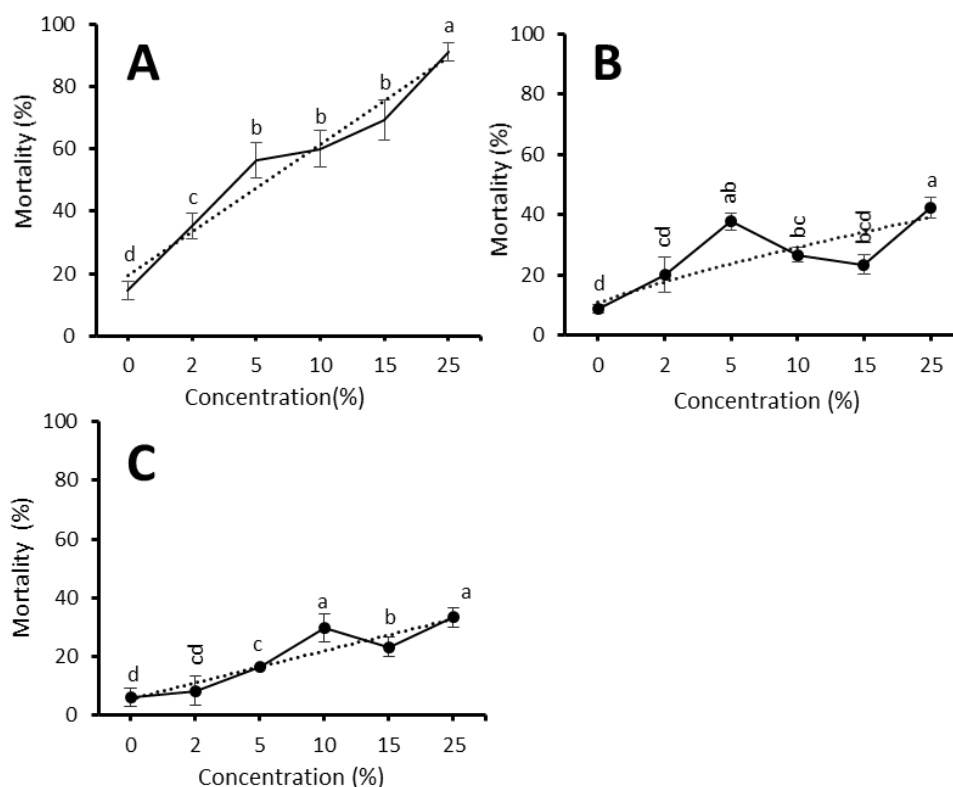 A
Mortality (%)
100
80
60
40
20
0
d
c
b
b
b
a
0 2 5 10 15 25
Concentration(%)
B
Mortality (%)
100
80
60
40
20
0
d
cd
ab
bc
bcd
a
0 2 5 10 15 25
Concentration (%)
C
Mortality (%)
100
80
60
40
20
0
d
cd
c
a
b
a
0 2 5 10 15 25
Concentration (%)